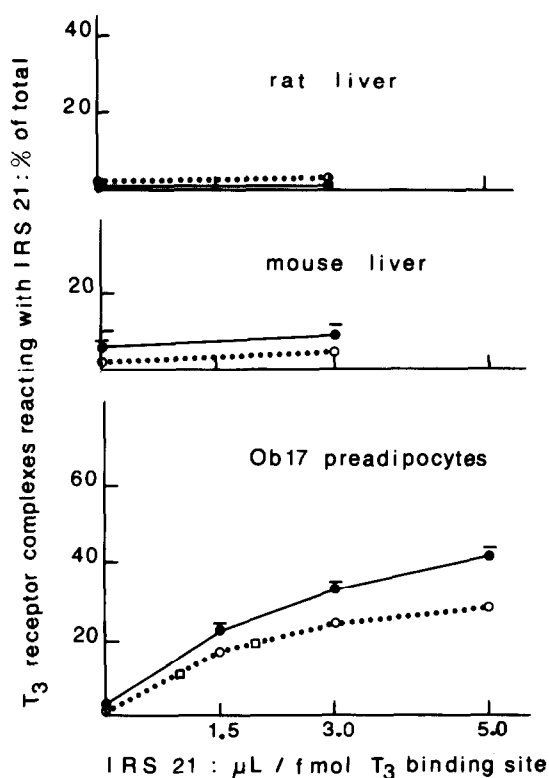 T3 receptor complexes reacting with IRS 21 : % of total
40
20
rat liver
mouse liver
20
Ob17 preadipocytes
60
40
20
1.5 3.0 5.0
IRS 21 : μL / fmol T3 binding site